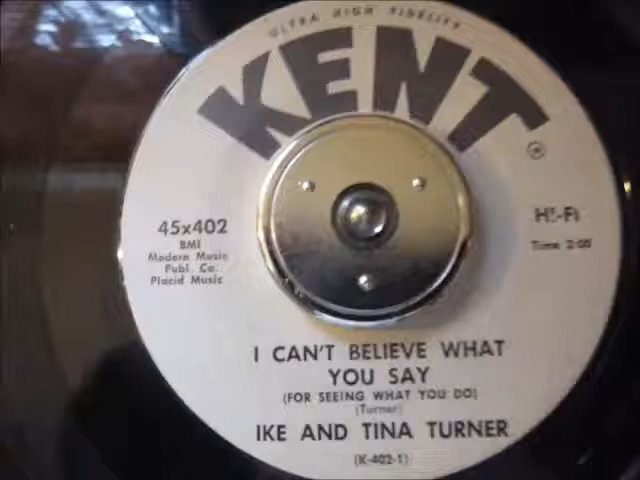 ULTRA HIGH FIDELITY
KENT
®
45x402
BMI
Modern Music
Publ. Co.
Placid Music
HI-FI
Time 2:00
I CAN'T BELIEVE WHAT
YOU SAY
(FOR SEEING WHAT YOU DO)
(Turner)
IKE AND TINA TURNER
(K-402-1)